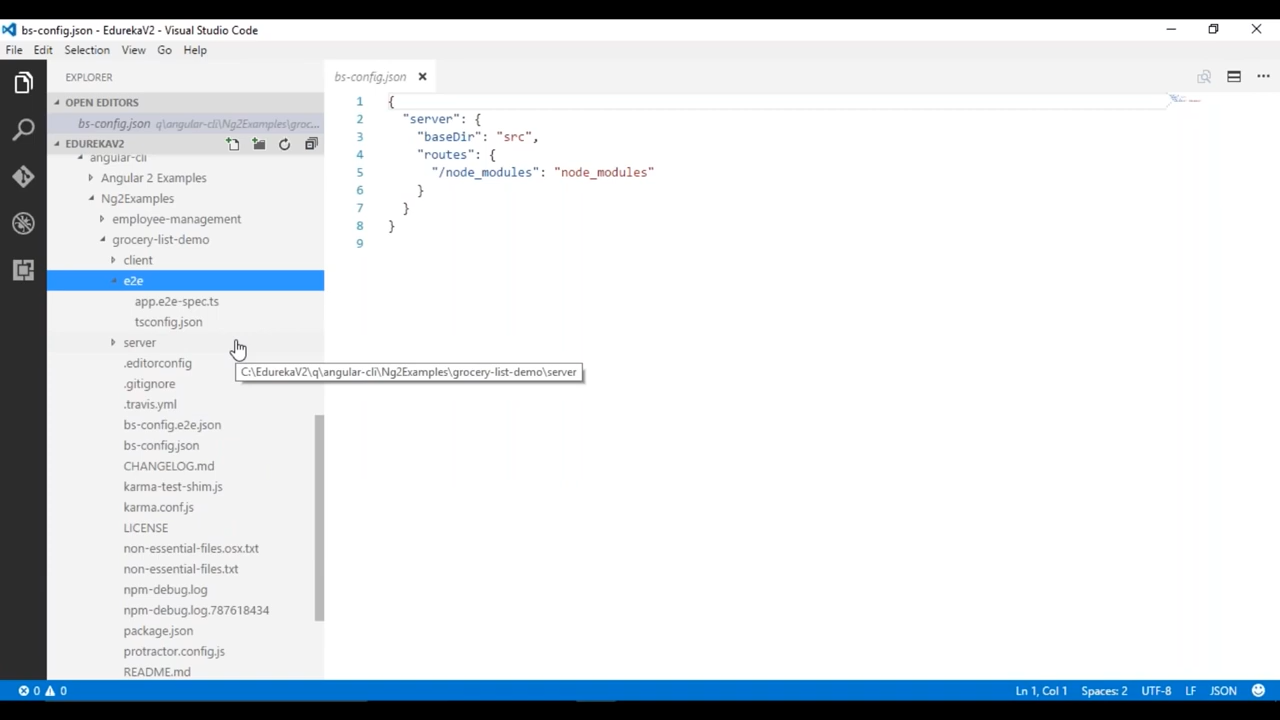 bs-config.json - EdurekaV2 - Visual Studio Code
File Edit Selection View Go Help
EXPLORER
OPEN EDITORS
bs-config.json q\angular-cli\Ng2Examples\groc...
EDUREKAV2
angular-cli
Angular 2 Examples
Ng2Examples
employee-management
grocery-list-demo
client
e2e
app.e2e-spec.ts
tsconfig.json
server
.editorconfig
.gitignore
.travis.yml
bs-config.e2e.json
bs-config.json
CHANGELOG.md
karma-test-shim.js
karma.conf.js
LICENSE
non-essential-files.osx.txt
non-essential-files.txt
npm-debug.log
npm-debug.log.787618434
package.json
protractor.config.js
README.md
bs-config.json
1 {
2 "server": {
3 "baseDir": "src",
4 "routes": {
5 "/node_modules": "node_modules"
6 }
7 }
8 }
9
C:\EdurekaV2\q\angular-cli\Ng2Examples\grocery-list-demo\server
0 0 Ln 1, Col 1 Spaces: 2 UTF-8 LF JSON